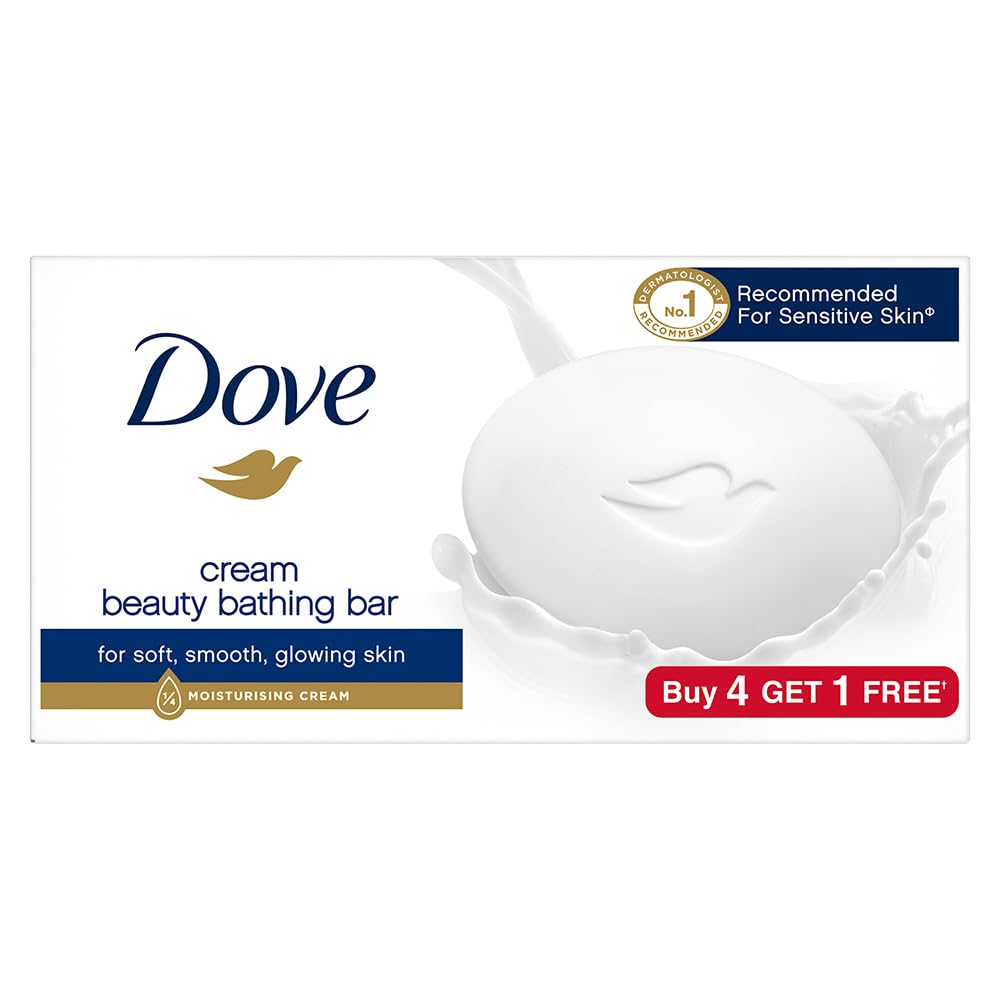 Dove
cream
beauty bathing bar
for soft, smooth, glowing skin
1/4 MOISTURISING CREAM
DERMATOLOGIST
No.1
RECOMMENDED
Recommended
For Sensitive Skin⌽
Buy 4 GET 1 FREE†